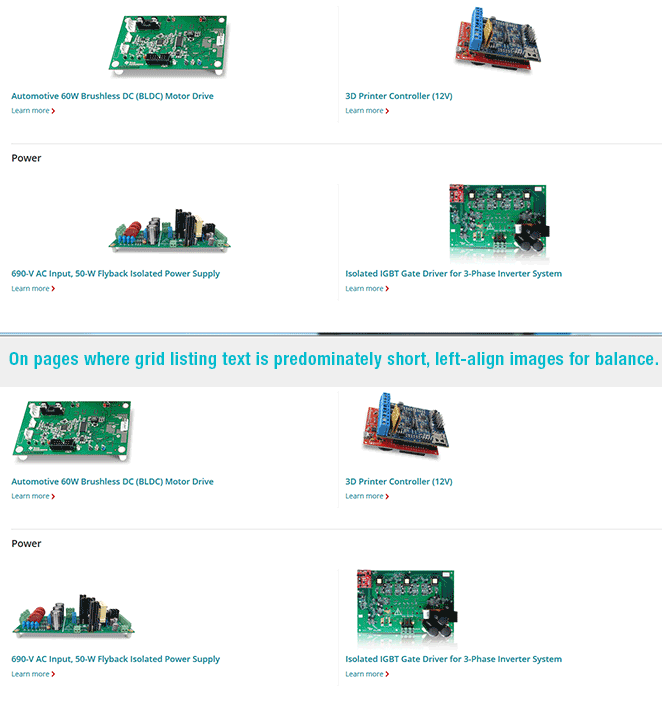 Automotive 60W Brushless DC (BLDC) Motor Drive
Learn more
3D Printer Controller (12V)
Learn more
Power
690-V AC Input, 50-W Flyback Isolated Power Supply
Learn more
Isolated IGBT Gate Driver for 3-Phase Inverter System
Learn more
On pages where grid listing text is predominately short, left-align images for balance.
Automotive 60W Brushless DC (BLDC) Motor Drive
Learn more
3D Printer Controller (12V)
Learn more
Power
690-V AC Input, 50-W Flyback Isolated Power Supply
Learn more
Isolated IGBT Gate Driver for 3-Phase Inverter System
Learn more